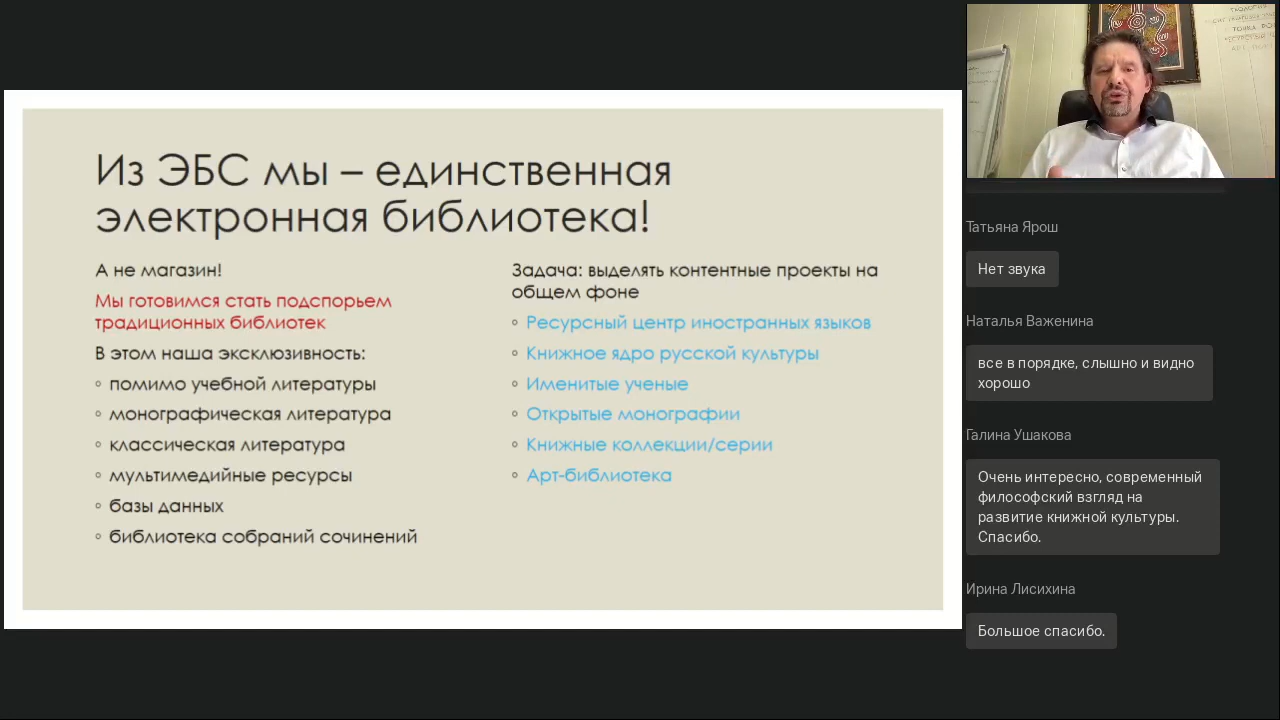 Из ЭБС мы – единственная
электронная библиотека!
А не магазин!
Мы готовимся стать подспорьем
традиционных библиотек
В этом наша эксклюзивность:
◦ помимо учебной литературы
◦ монографическая литература
◦ классическая литература
◦ мультимедийные ресурсы
◦ базы данных
◦ библиотека собраний сочинений
Задача: выделять контентные проекты на
общем фоне
◦ Ресурсный центр иностранных языков
◦ Книжное ядро русской культуры
◦ Именитые ученые
◦ Открытые монографии
◦ Книжные коллекции/серии
◦ Арт-библиотека
Татьяна Ярош
Нет звука
Наталья Важенина
все в порядке, слышно и видно
хорошо
Галина Ушакова
Очень интересно, современный
философский взгляд на
развитие книжной культуры.
Спасибо.
Ирина Лисихина
Большое спасибо.